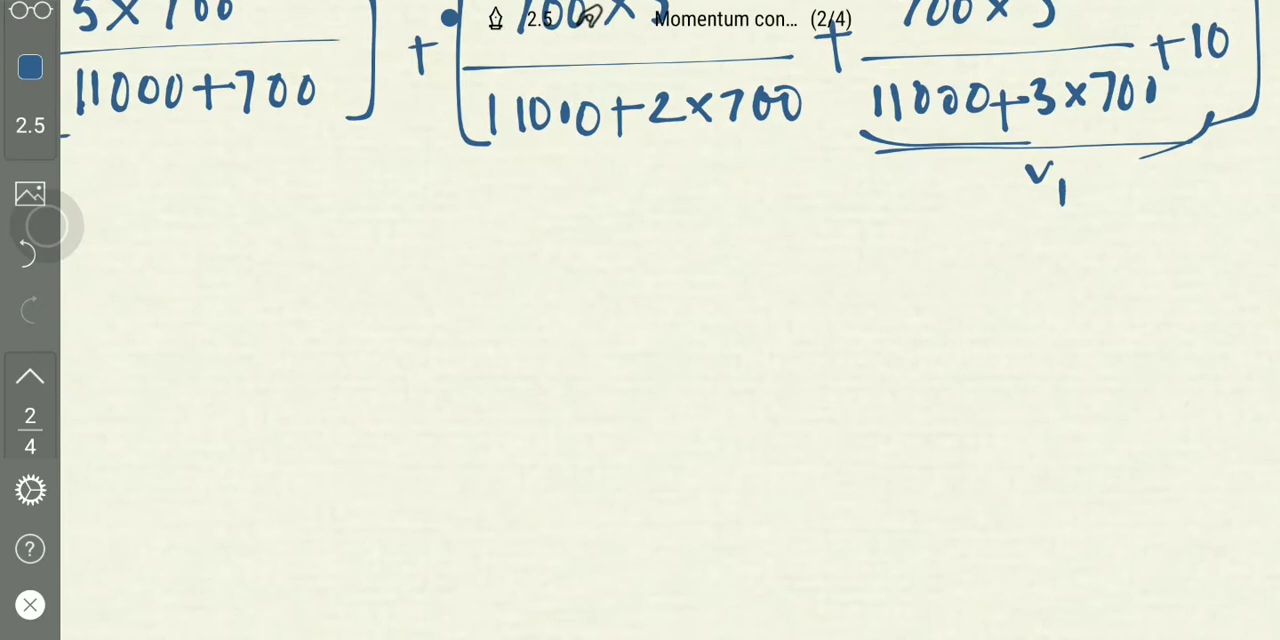 2.5 Momentum con... (2/4)
5 × 700 700 × 5 700 × 5
11000+700 ] + [ 11000+2×700 + 11000+3×700 +10 ]
v1
2.5
2
4
?